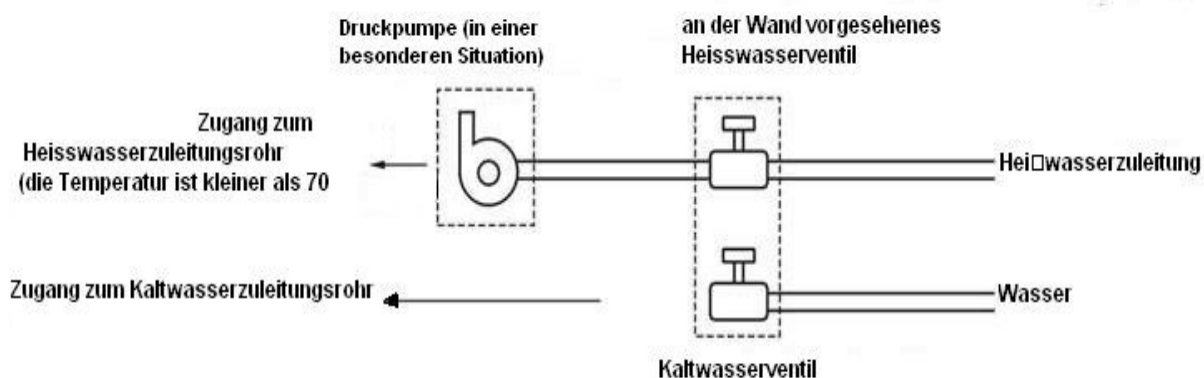 Druckpumpe (in einer
besonderen Situation)
an der Wand vorgesehenes
Heisswasserventil
Zugang zum
Heisswasserzuleitungsrohr
(die Temperatur ist kleiner als 70
Hei□wasserzuleitung
Zugang zum Kaltwasserzuleitungsrohr
Wasser
Kaltwasserventil